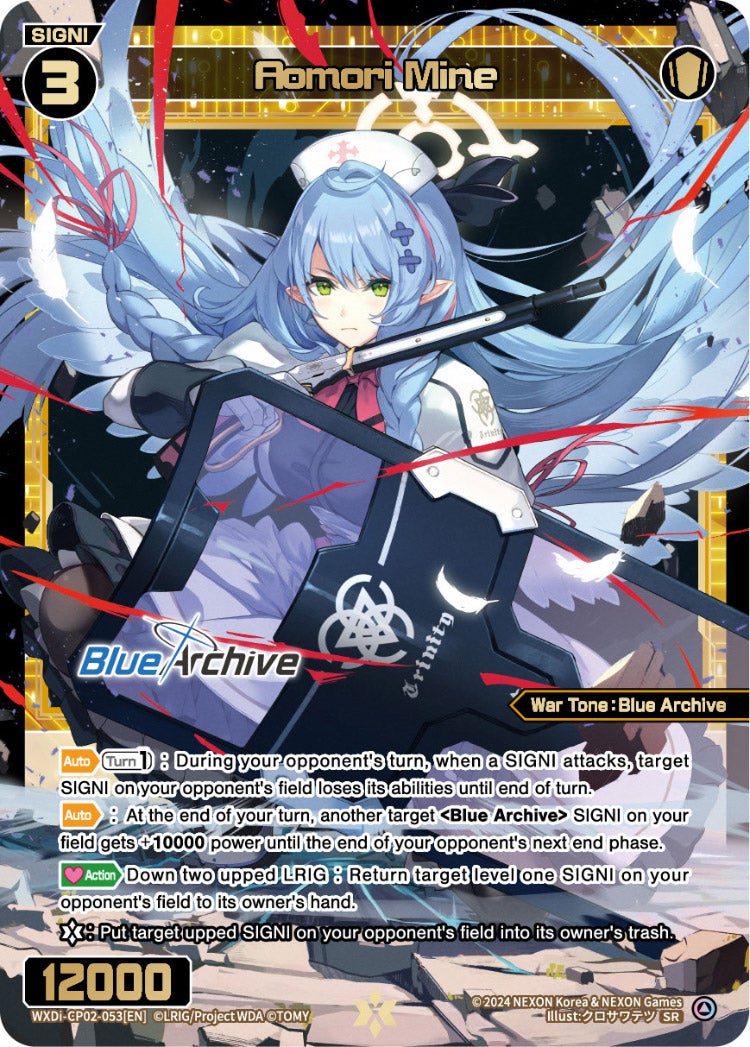 SIGNI
3
Aomori Mine
Trinity
Trinity
Blue Archive
War Tone:Blue Archive
Auto Turn 1 : During your opponent's turn, when a SIGNI attacks, target
SIGNI on your opponent's field loses its abilities until end of turn.
Auto : At the end of your turn, another target <Blue Archive> SIGNI on your
field gets +10000 power until the end of your opponent's next end phase.
Action Down two upped LRIG : Return target level one SIGNI on your
opponent's field to its owner's hand.
: Put target upped SIGNI on your opponent's field into its owner's trash.
12000
WXDi-CP02-053[EN] ©LRIG/Project WDA ©TOMY
©2024 NEXON Korea & NEXON Games
Illust:クロサワテツ SR